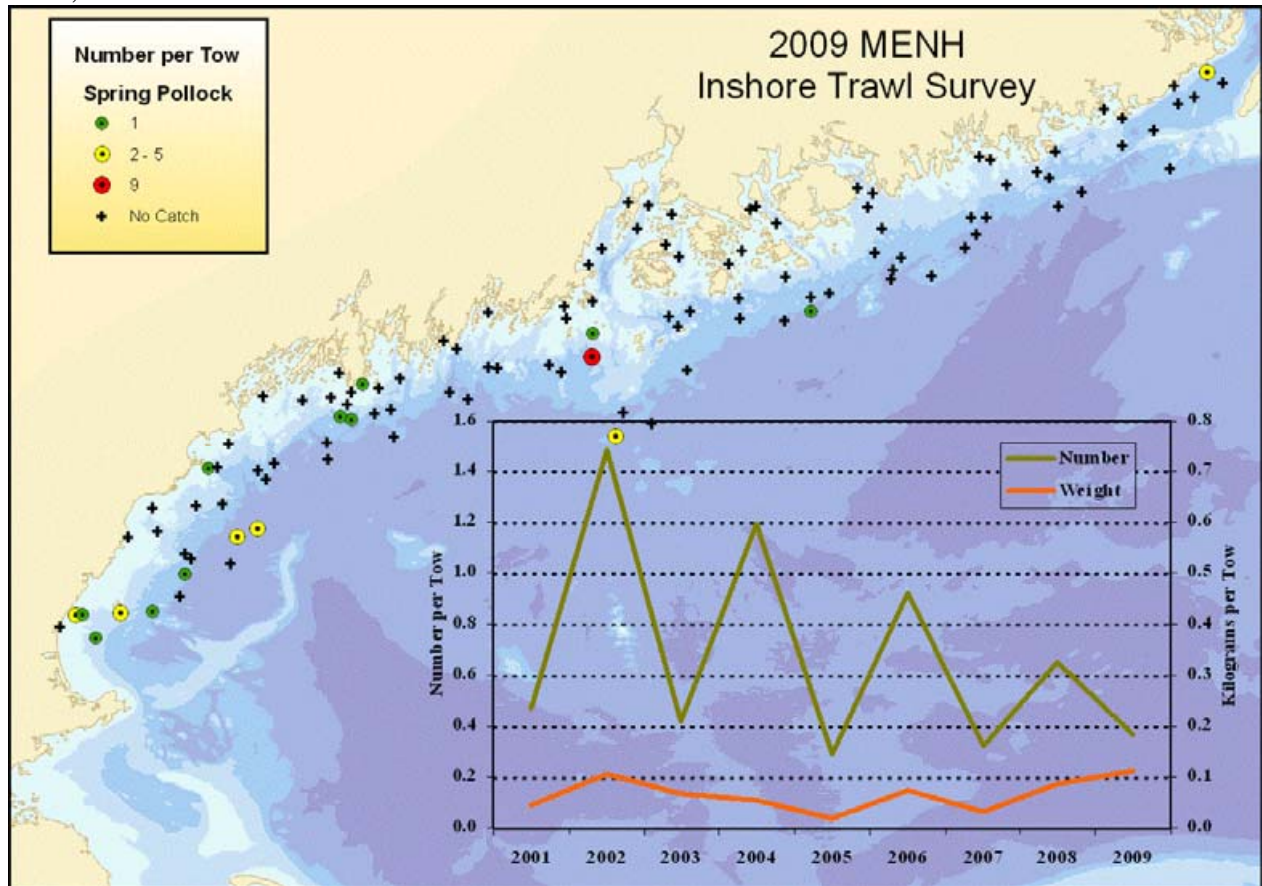 2009 MENH
Inshore Trawl Survey
Number per Tow
Spring Pollock
1
2 - 5
9
No Catch
1.6
1.4
1.2
1.0
0.8
0.6
0.4
0.2
0.0
Number per Tow
Number
Weight
0.8
0.7
0.6
0.5
0.4
0.3
0.2
0.1
0.0
Kilograms per Tow
2001 2002 2003 2004 2005 2006 2007 2008 2009